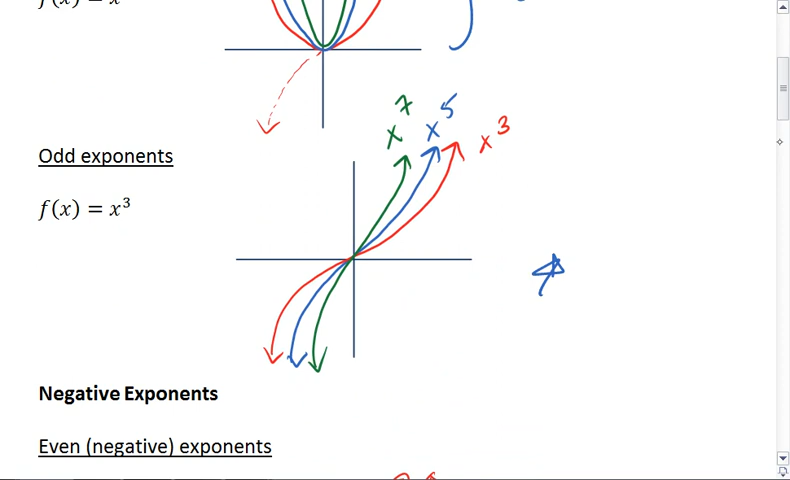 x⁷ x⁵ x³
Odd exponents
f(x) = x³
Negative Exponents
Even (negative) exponents